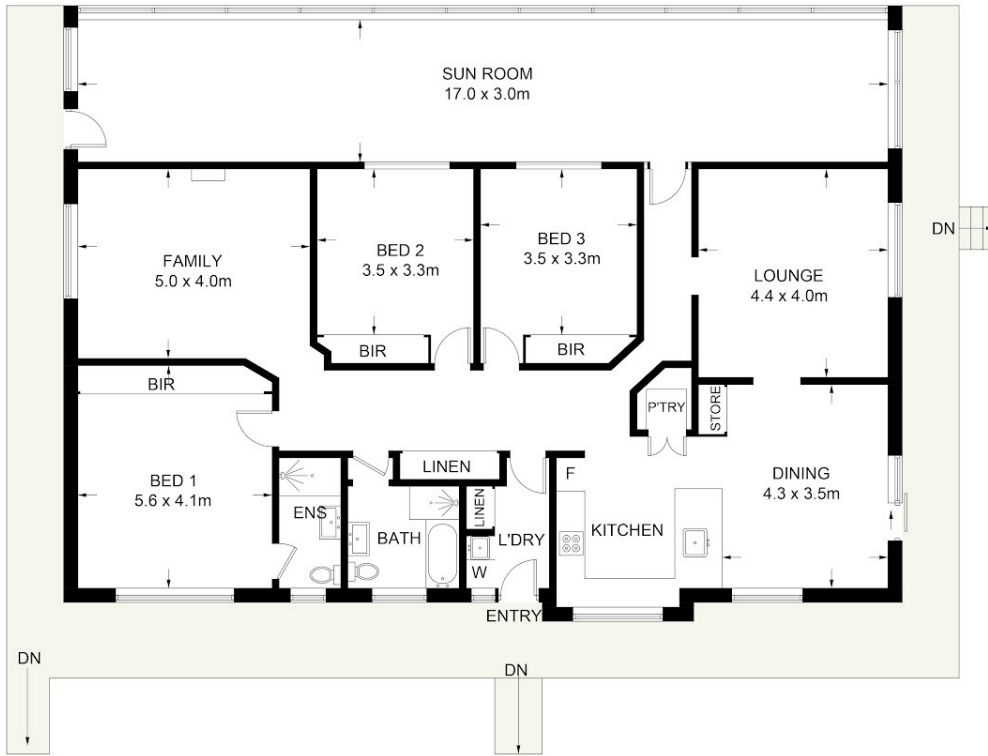 SUN ROOM
17.0 x 3.0m
FAMILY
5.0 x 4.0m
BED 2
3.5 x 3.3m
BED 3
3.5 x 3.3m
LOUNGE
4.4 x 4.0m
DN
BIR
BIR
BIR
P'TRY
STORE
BED 1
5.6 x 4.1m
LINEN
F
DINING
4.3 x 3.5m
ENS
BATH
LINEN
L'DRY
KITCHEN
W
ENTRY
DN
DN